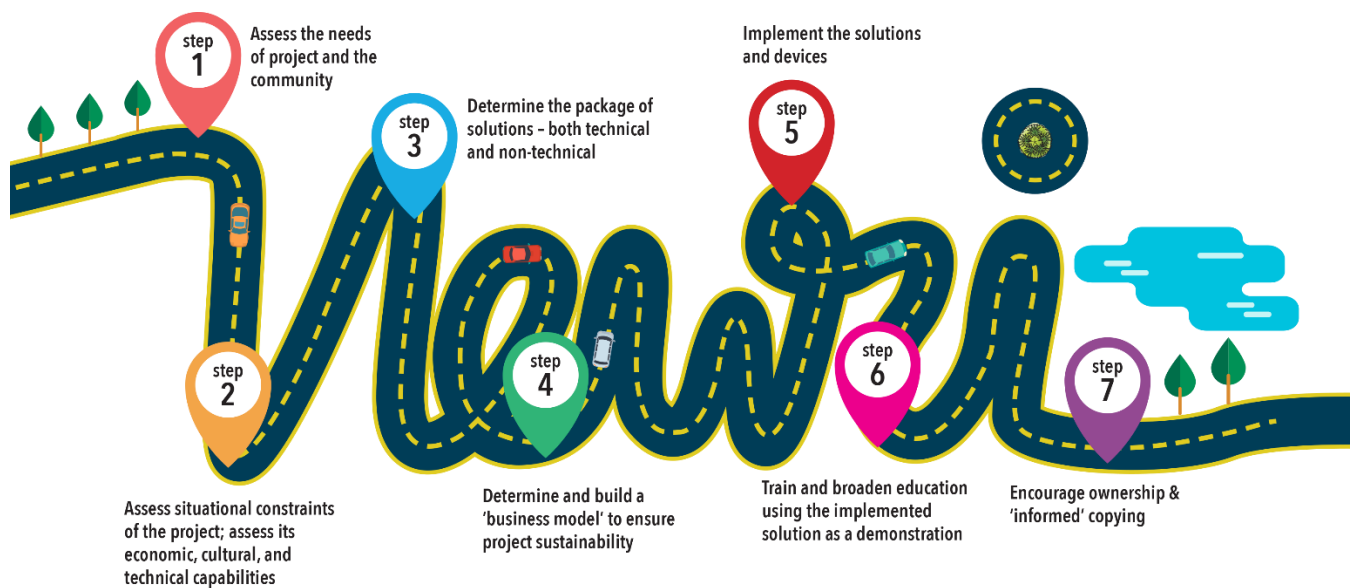 step
1
Assess the needs
of project and the
community
step
2
Assess situational constraints
of the project; assess its
economic, cultural, and
technical capabilities
step
3
Determine the package of
solutions – both technical
and non-technical
step
4
Determine and build a
‘business model’ to ensure
project sustainability
step
5
Implement the solutions
and devices
step
6
Train and broaden education
using the implemented
solution as a demonstration
step
7
Encourage ownership &
‘informed’ copying
Newri